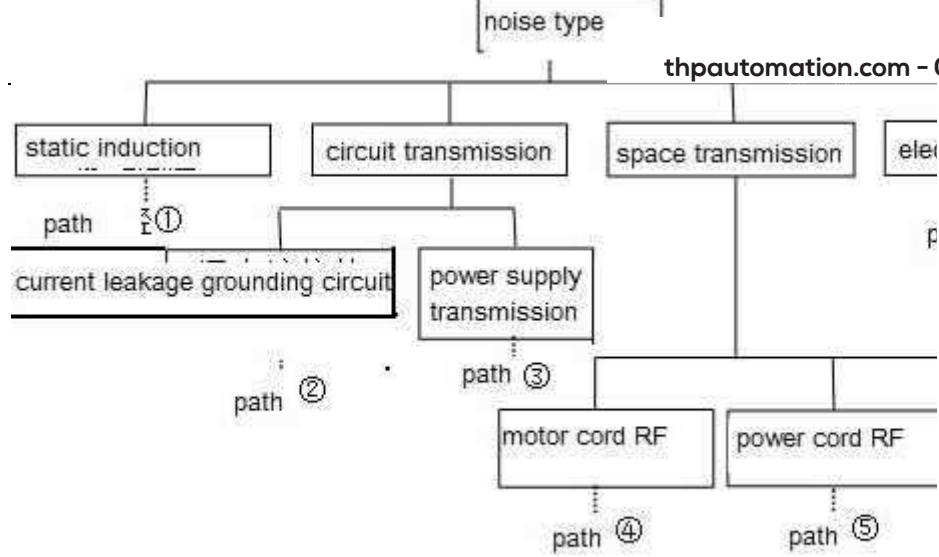 noise type
thpautomation.com -
static induction
circuit transmission
space transmission
path ①
current leakage grounding circuit
power supply
transmission
path ②
path ③
motor cord RF
power cord RF
path ④
path ⑤